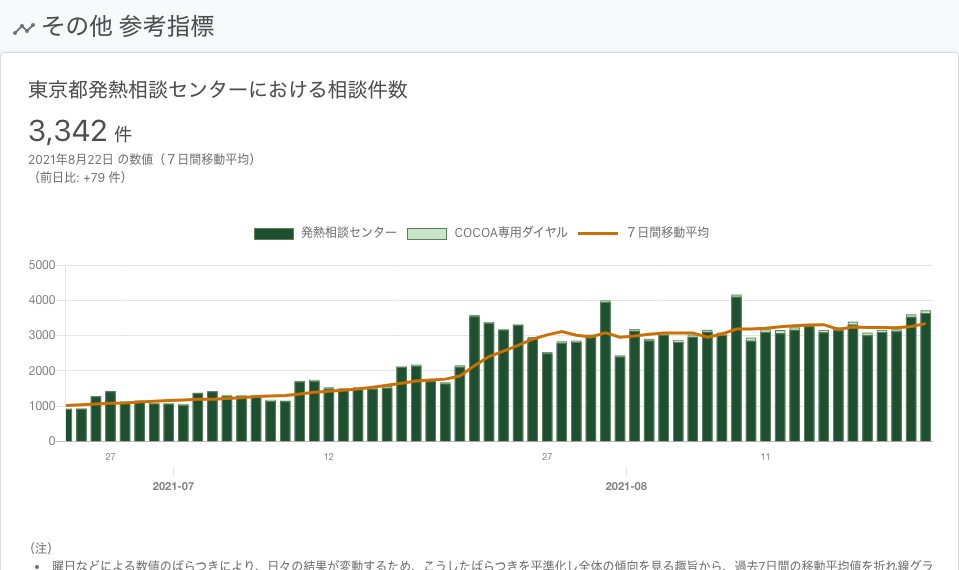 その他 参考指標
東京都発熱相談センターにおける相談件数
3,342 件
2021年8月22日 の数値（７日間移動平均）
（前日比: +79 件）
発熱相談センター COCOA専用ダイヤル ７日間移動平均
5000
4000
3000
2000
1000
0
27 12 27 11
2021-07 2021-08
（注）
• 曜日などによる数値のばらつきにより、日々の結果が変動するため、こうしたばらつきを平準化し全体の傾向を見る趣旨から、過去7日間の移動平均値を折れ線グラ